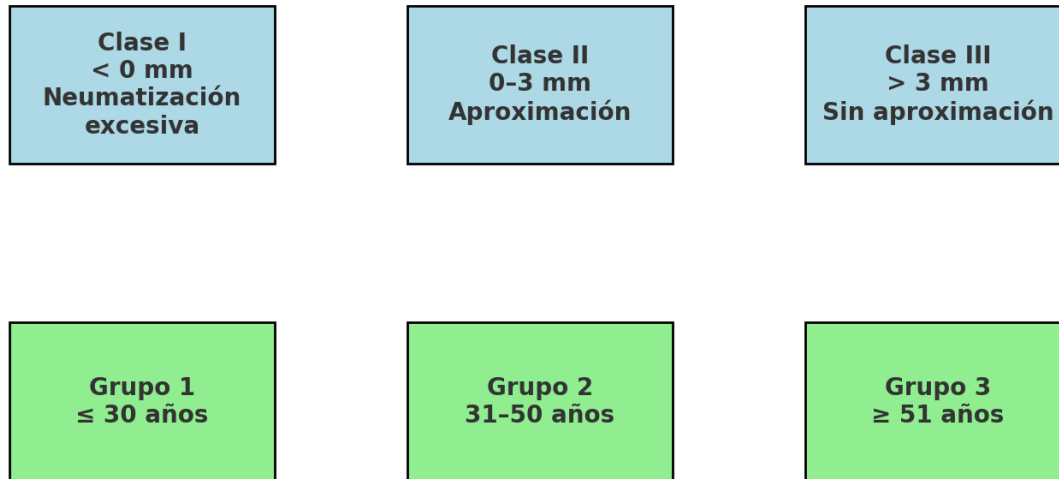 Clase I
< 0 mm
Neumatización
excesiva
Clase II
0–3 mm
Aproximación
Clase III
> 3 mm
Sin aproximación
Grupo 1
≤ 30 años
Grupo 2
31–50 años
Grupo 3
≥ 51 años